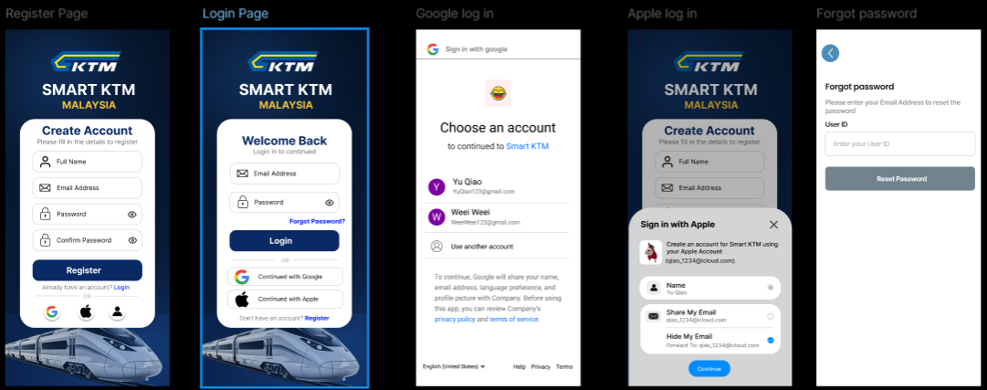 Register Page
KTM
SMART KTM
MALAYSIA
Create Account
Please fill in the details to register
Full Name
Email Address
Password
Confirm Password
Register
Already have an account? Login
OR
Login Page
KTM
SMART KTM
MALAYSIA
Welcome Back
Login in to continued
Email Address
Password
Forgot Password?
Login
OR
Continued with Google
Continued with Apple
Don't have an account? Register
Google log in
Sign in with google
Choose an account
to continued to Smart KTM
Y
Yu Qiao
YuQiao123@gmail.com
W
Weei Weei
WeeiWeei123@gmail.com
Use another account
To continue, Google will share your name,
email address, language preference, and
profile picture with Company. Before using
this app, you can review Company's
privacy policy and terms of service.
English (United States)
Help Privacy Terms
Apple log in
KTM
SMART KTM
MALAYSIA
Create Account
Please fill in the details to register
Full Name
Email Address
Sign in with Apple
Create an account for Smart KTM using
your Apple Account
(qiao_1234@icloud.com).
Name
Yu Qiao
Share My Email
qiao_1234@icloud.com
Hide My Email
Forward To: qiao_1234@icloud.com
Continue
Forgot password
Forgot password
Please enter your Email Address to reset the
password
User ID
Enter your User ID
Reset Password